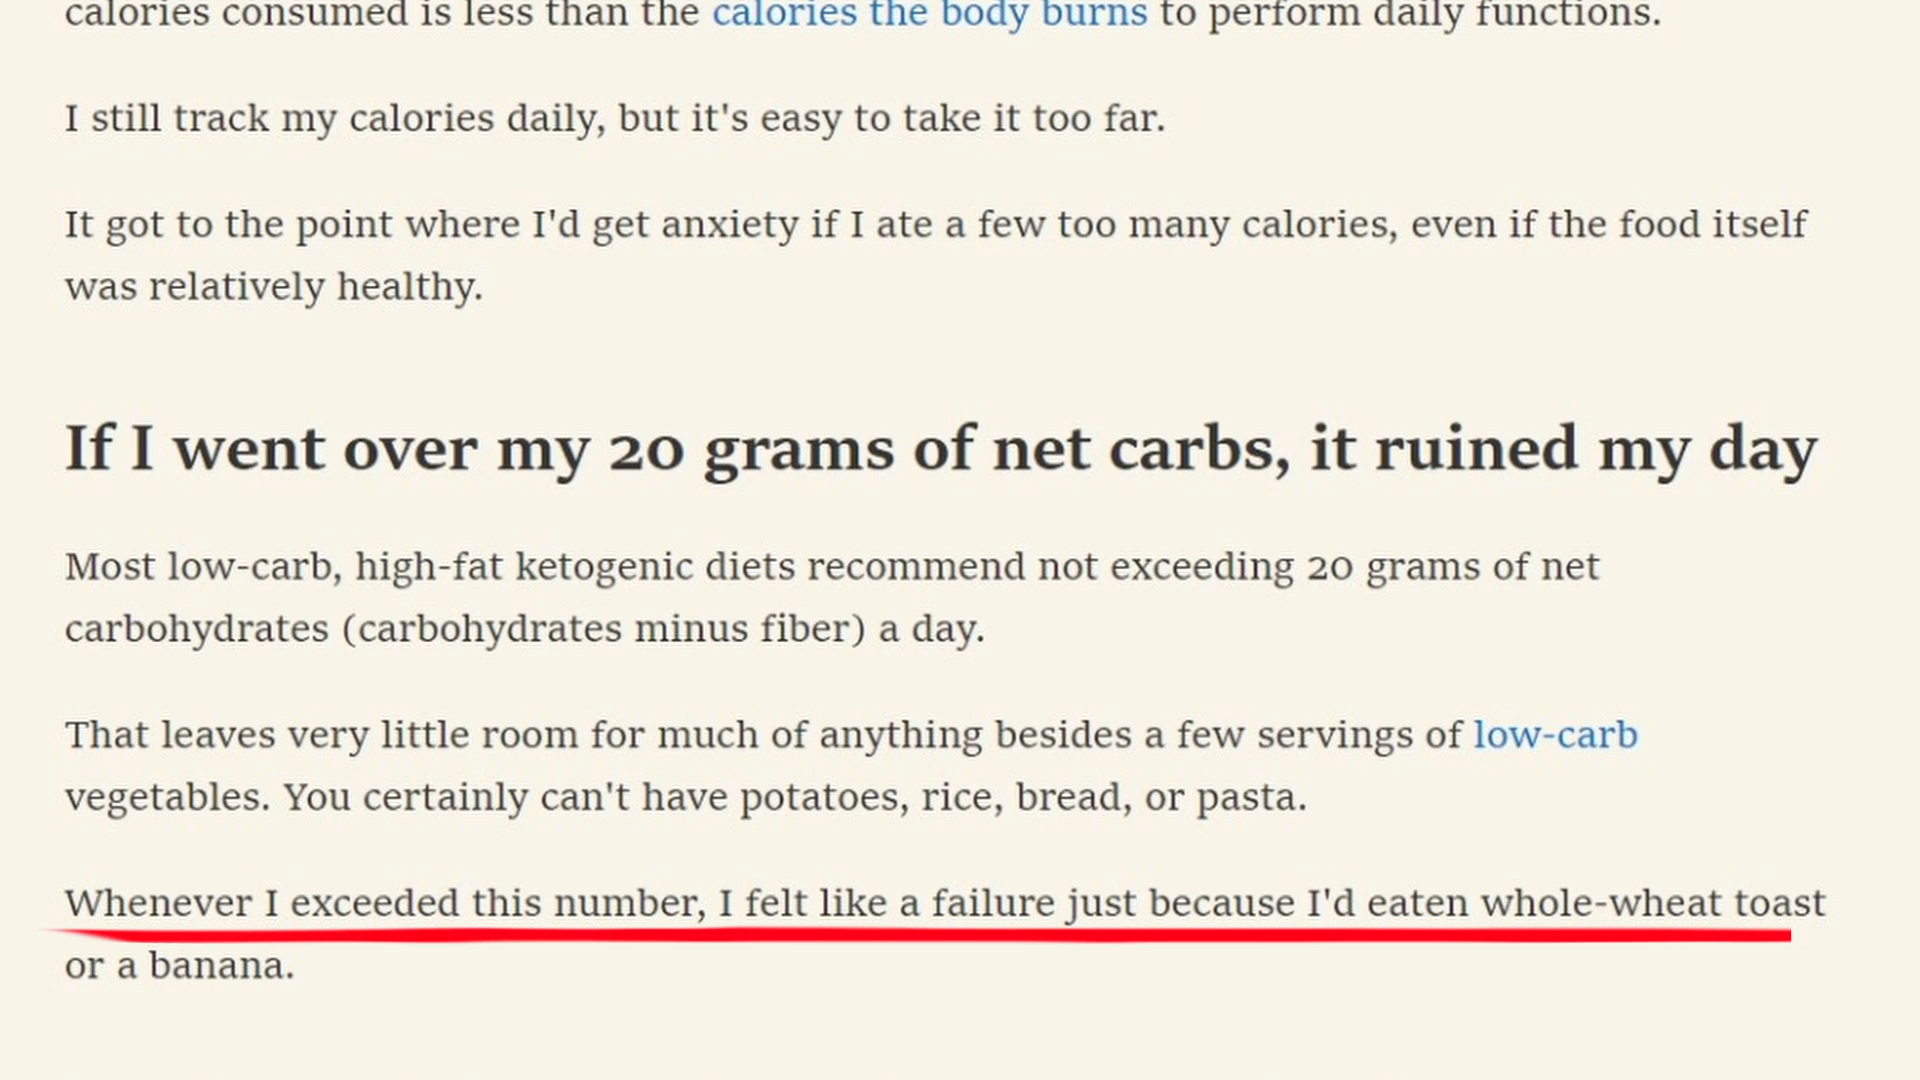 calories consumed is less than the calories the body burns to perform daily functions.
I still track my calories daily, but it's easy to take it too far.
It got to the point where I'd get anxiety if I ate a few too many calories, even if the food itself
was relatively healthy.
If I went over my 20 grams of net carbs, it ruined my day
Most low-carb, high-fat ketogenic diets recommend not exceeding 20 grams of net
carbohydrates (carbohydrates minus fiber) a day.
That leaves very little room for much of anything besides a few servings of low-carb
vegetables. You certainly can't have potatoes, rice, bread, or pasta.
Whenever I exceeded this number, I felt like a failure just because I'd eaten whole-wheat toast
or a banana.